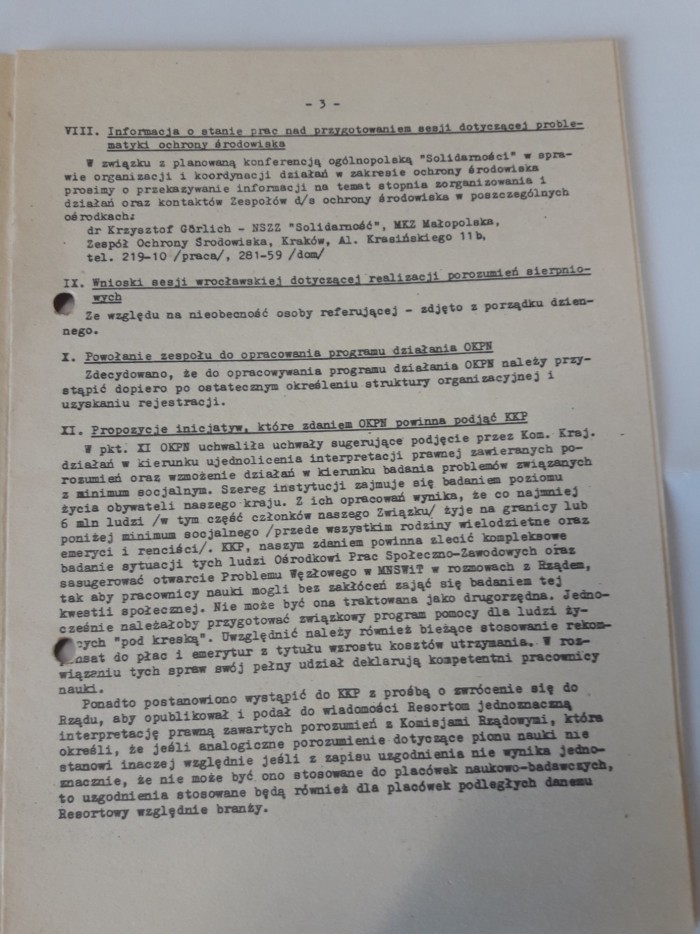 - 3 -
VIII. Informacja o stanie prac nad przygotowaniem sesji dotyczącej proble-
matyki ochrony środowiska
W związku z planowaną konferencją ogólnopolską "Solidarności" w spra-
wie organizacji i koordynacji działań w zakresie ochrony środowiska
prosimy o przekazywanie informacji na temat stopnia zorganizowania i
działań oraz kontaktów Zespołów d/s ochrony środowiska w poszczególnych
ośrodkach:
dr Krzysztof Görlich - NSZZ "Solidarność", MKZ Małopolska,
Zespół Ochrony Środowiska, Kraków, Al. Krasińskiego 11b,
tel. 219-10 /praca/, 281-59 /dom/
IX. Wnioski sesji wrocławskiej dotyczącej realizacji porozumień sierpnio-
wych
Ze względu na nieobecność osoby referującej - zdjęto z porządku dzien-
nego.
X. Powołanie zespołu do opracowania programu działania OKPN
Zdecydowano, że do opracowywania programu działania OKPN należy przy-
stąpić dopiero po ostatecznym określeniu struktury organizacyjnej i
uzyskaniu rejestracji.
XI. Propozycje inicjatyw, które zdaniem OKPN powinna podjąć KKP
W pkt. XI OKPN uchwaliła uchwały sugerujące podjęcie przez Kom. Kraj.
działań w kierunku ujednolicenia interpretacji prawnej zawieranych po-
rozumień oraz wzmożenie działań w kierunku badania problemów związanych
z minimum socjalnym. Szereg instytucji zajmuje się badaniem poziomu
życia obywateli naszego kraju. Z ich opracowań wynika, że co najmniej
6 mln ludzi /w tym część członków naszego Związku/ żyje na granicy lub
poniżej minimum socjalnego /przede wszystkim rodziny wielodzietne oraz
emeryci i renciści/. KKP, naszym zdaniem powinna zlecić kompleksowe
badanie sytuacji tych ludzi Ośrodkowi Prac Społeczno-Zawodowych oraz
zasugerować otwarcie Problemu Węzłowego w MNSWiT w rozmowach z Rządem,
tak aby pracownicy nauki mogli bez zakłóceń zająć się badaniem tej
kwestii społecznej. Nie może być ona traktowana jako drugorzędna. Jedno-
cześnie należałoby przygotować związkowy program pomocy dla ludzi ży-
cych "pod kreską". Uwzględnić należy również bieżące stosowanie rekom-
pensat do płac i emerytur z tytułu wzrostu kosztów utrzymania. W roz-
wiązaniu tych spraw swój pełny udział deklarują kompetentni pracownicy
nauki.
Ponadto postanowiono wystąpić do KKP z prośbą o zwrócenie się do
Rządu, aby opublikował i podał do wiadomości Resortom jednoznaczną
interpretację prawną zawartych porozumień z Komisjami Rządowymi, która
określi, że jeśli analogiczne porozumienie dotyczące pionu nauki nie
stanowi inaczej względnie jeśli z zapisu uzgodnienia nie wynika jedno-
znacznie, że nie może być ono stosowane do placówek naukowo-badawczych,
to uzgodnienia stosowane będą również dla placówek podległych danemu
Resortowy względnie branży.